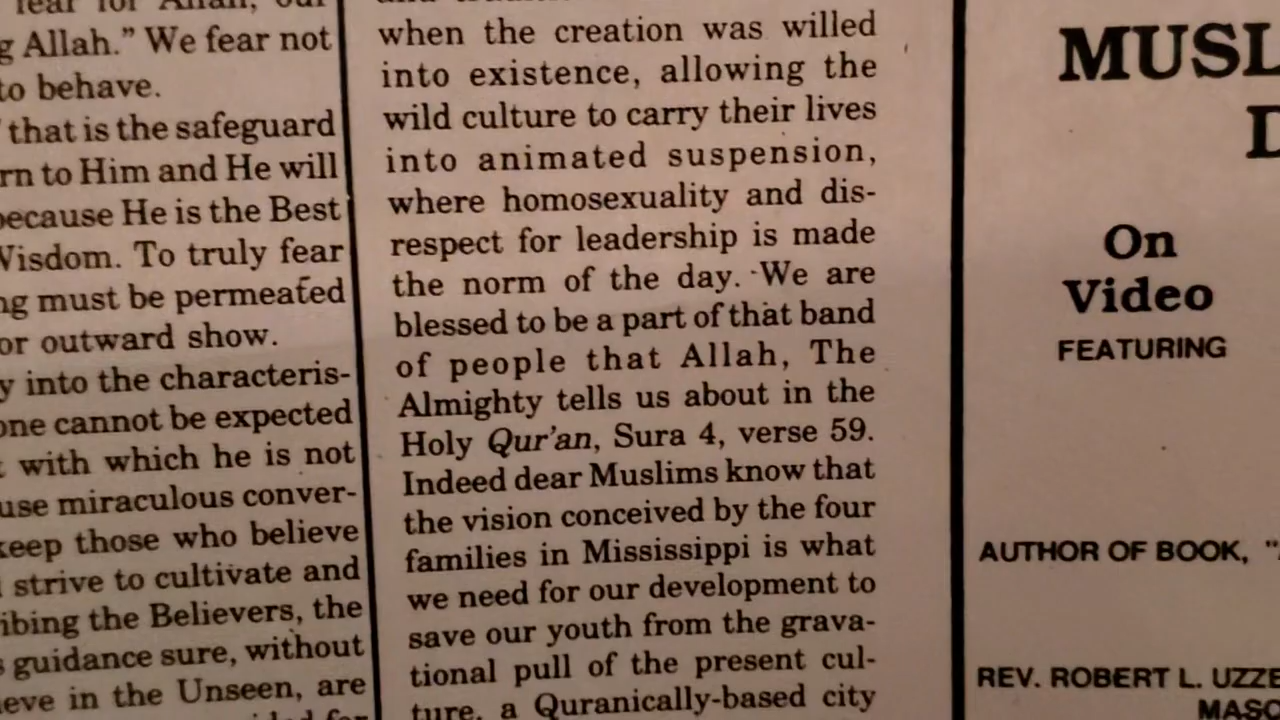 fear for Allah, our
g Allah.” We fear not
to behave.
that is the safeguard
rn to Him and He will
because He is the Best
Wisdom. To truly fear
ng must be permeated
or outward show.
y into the characteris-
one cannot be expected
with which he is not
use miraculous conver-
keep those who believe
strive to cultivate and
ibing the Believers, the
s guidance sure, without
ieve in the Unseen, are
when the creation was willed
into existence, allowing the
wild culture to carry their lives
into animated suspension,
where homosexuality and dis-
respect for leadership is made
the norm of the day. We are
blessed to be a part of that band
of people that Allah, The
Almighty tells us about in the
Holy Qur’an, Sura 4, verse 59.
Indeed dear Muslims know that
the vision conceived by the four
families in Mississippi is what
we need for our development to
save our youth from the grava-
tional pull of the present cul-
ture, a Quranically-based city
MUSL
D
On
Video
FEATURING
AUTHOR OF BOOK, “
REV. ROBERT L. UZZE
MASO